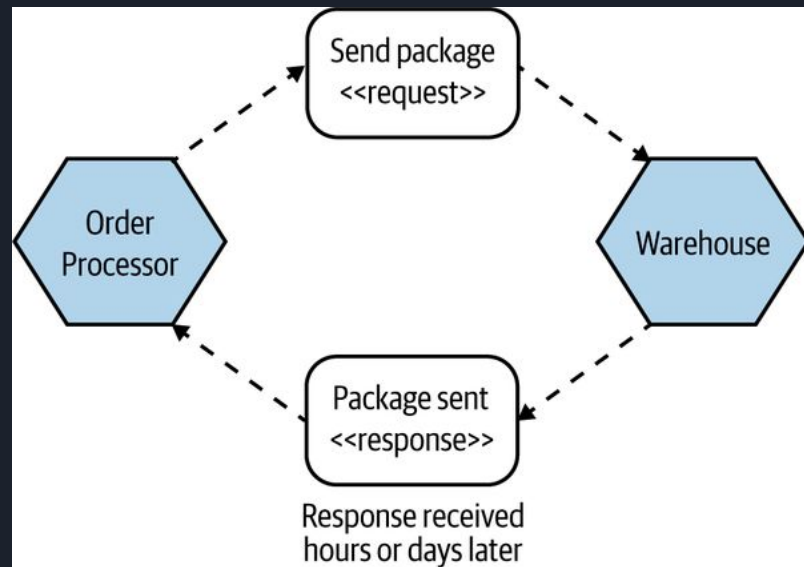 Send package
<<request>>
Order
Processor
Warehouse
Package sent
<<response>>
Response received
hours or days later